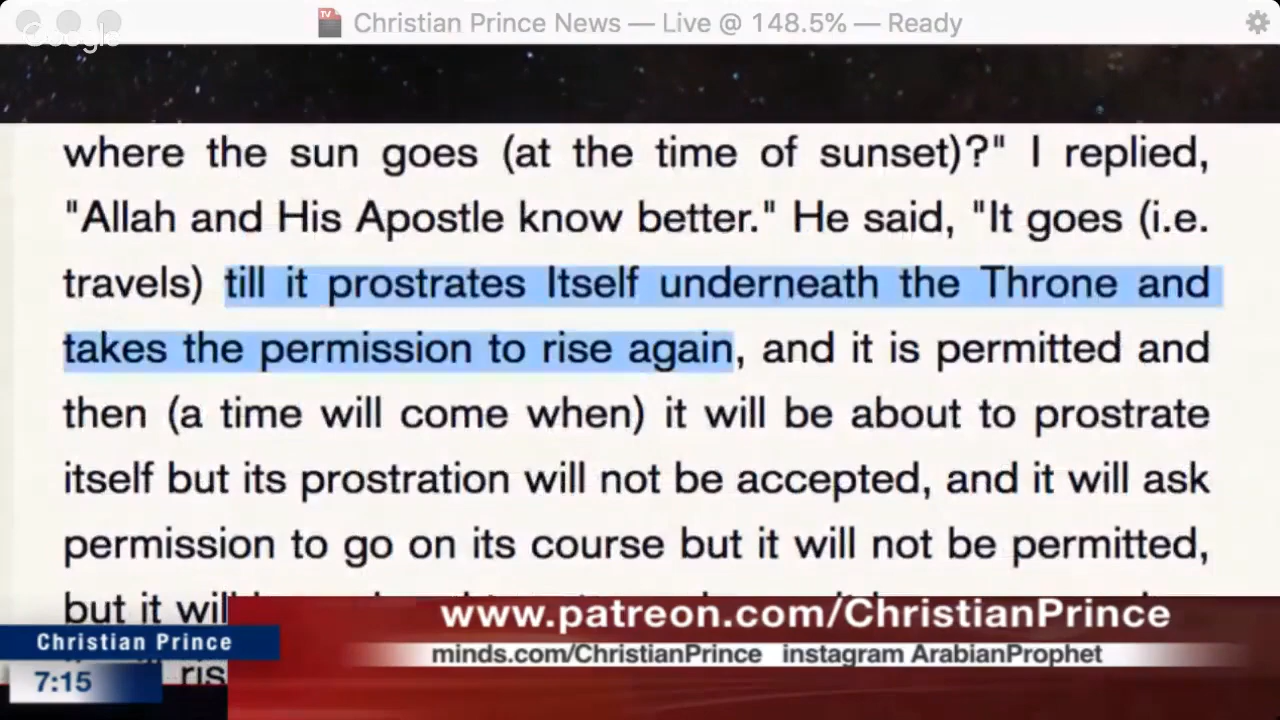 Christian Prince News — Live @ 148.5% — Ready
Google
where the sun goes (at the time of sunset)?" I replied,
"Allah and His Apostle know better." He said, "It goes (i.e.
travels) till it prostrates Itself underneath the Throne and
takes the permission to rise again, and it is permitted and
then (a time will come when) it will be about to prostrate
itself but its prostration will not be accepted, and it will ask
permission to go on its course but it will not be permitted,
but it will
www.patreon.com/ChristianPrince
Christian Prince
minds.com/ChristianPrince instagram ArabianProphet
7:15